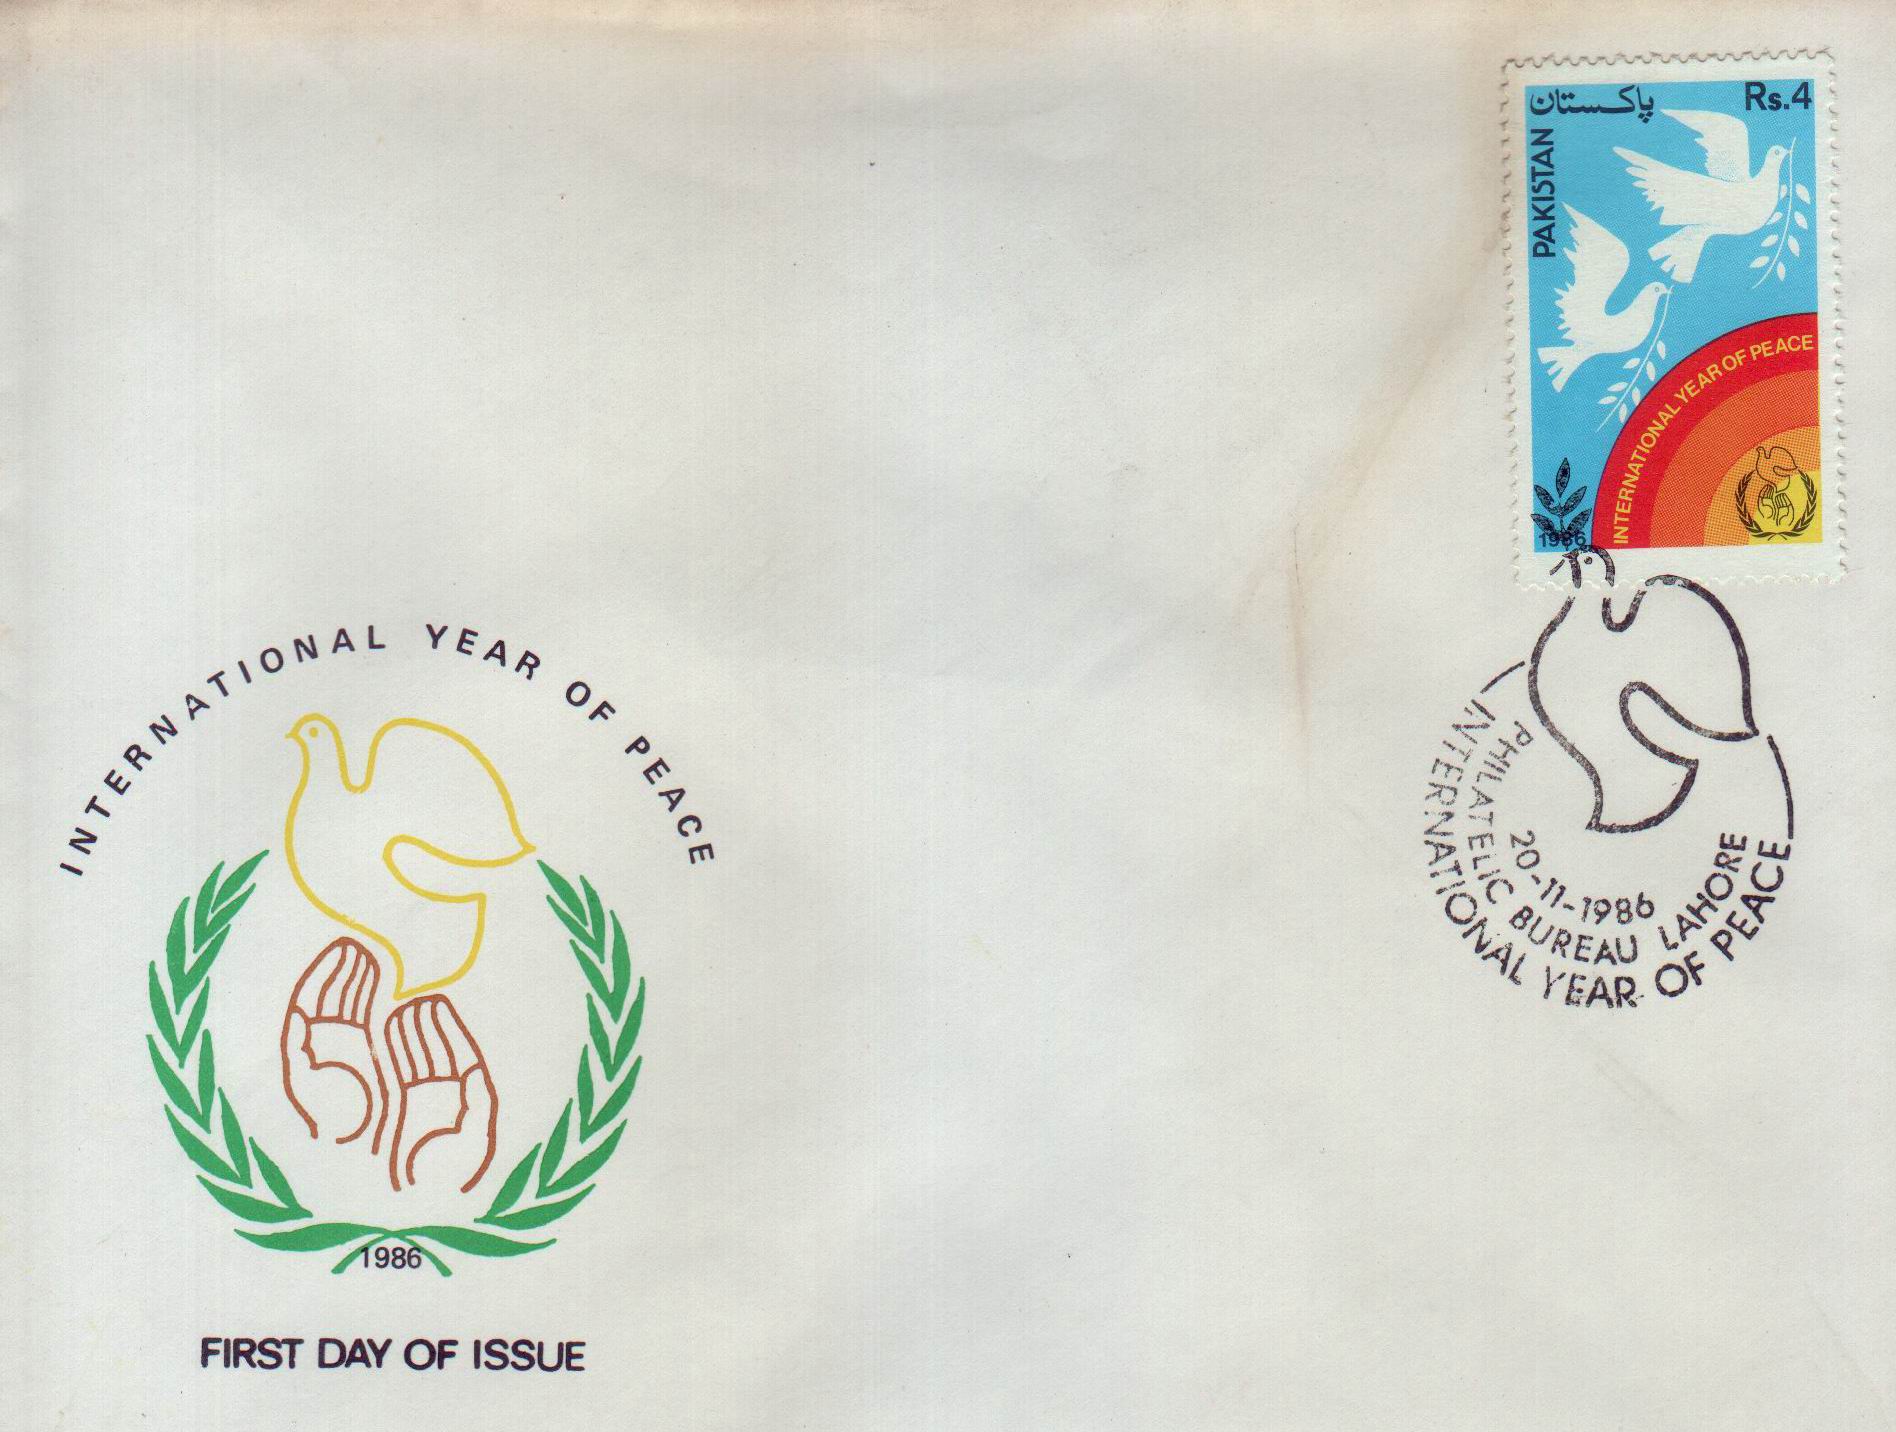 پاکستان
Rs.4
PAKISTAN
INTERNATIONAL YEAR OF PEACE
1986
INTERNATIONAL YEAR OF PEACE
1986
FIRST DAY OF ISSUE
20-11-1986
PHILATELIC BUREAU LAHORE
INTERNATIONAL YEAR OF PEACE